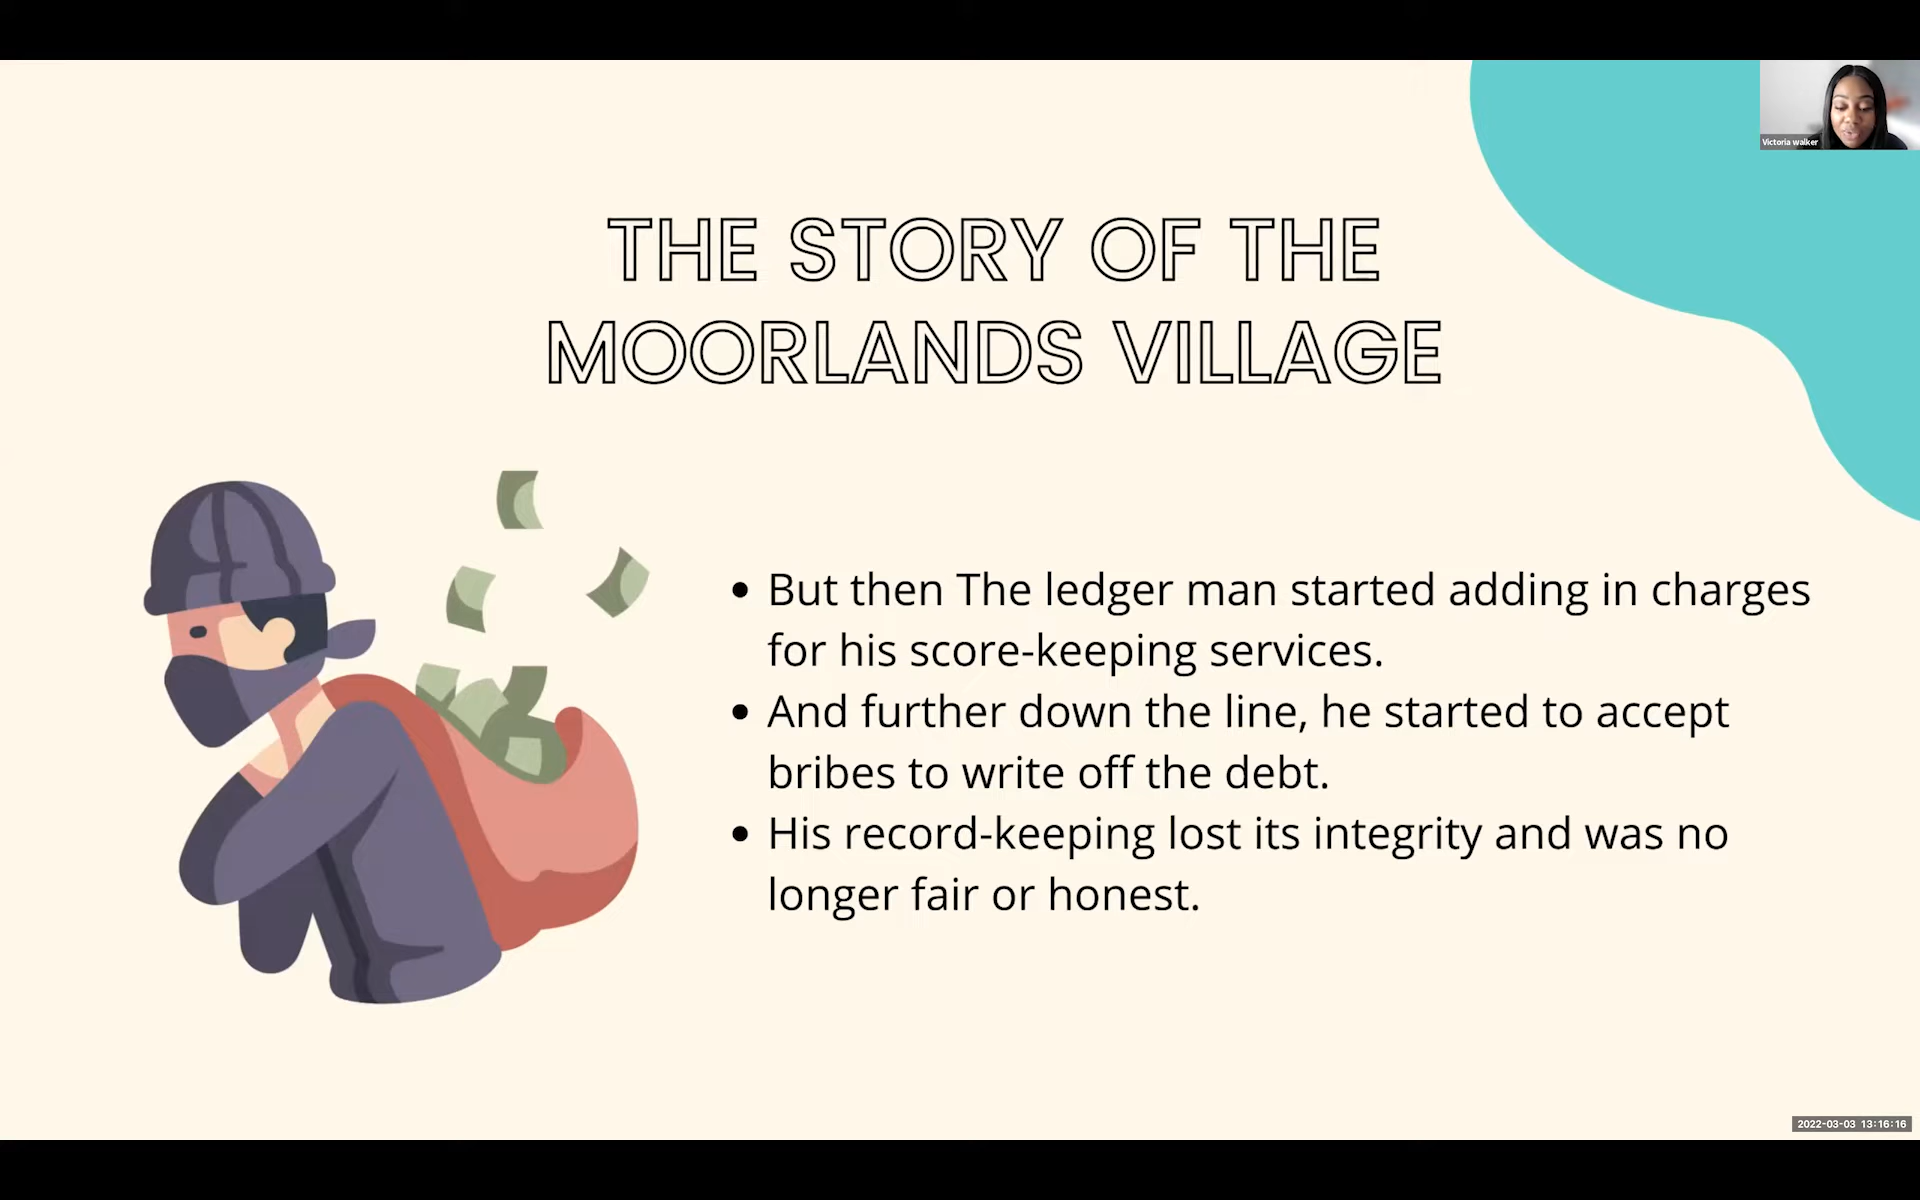 Victoria walker
THE STORY OF THE
MOORLANDS VILLAGE
• But then The ledger man started adding in charges
for his score-keeping services.
• And further down the line, he started to accept
bribes to write off the debt.
• His record-keeping lost its integrity and was no
longer fair or honest.
2022-03-03 13:16:16